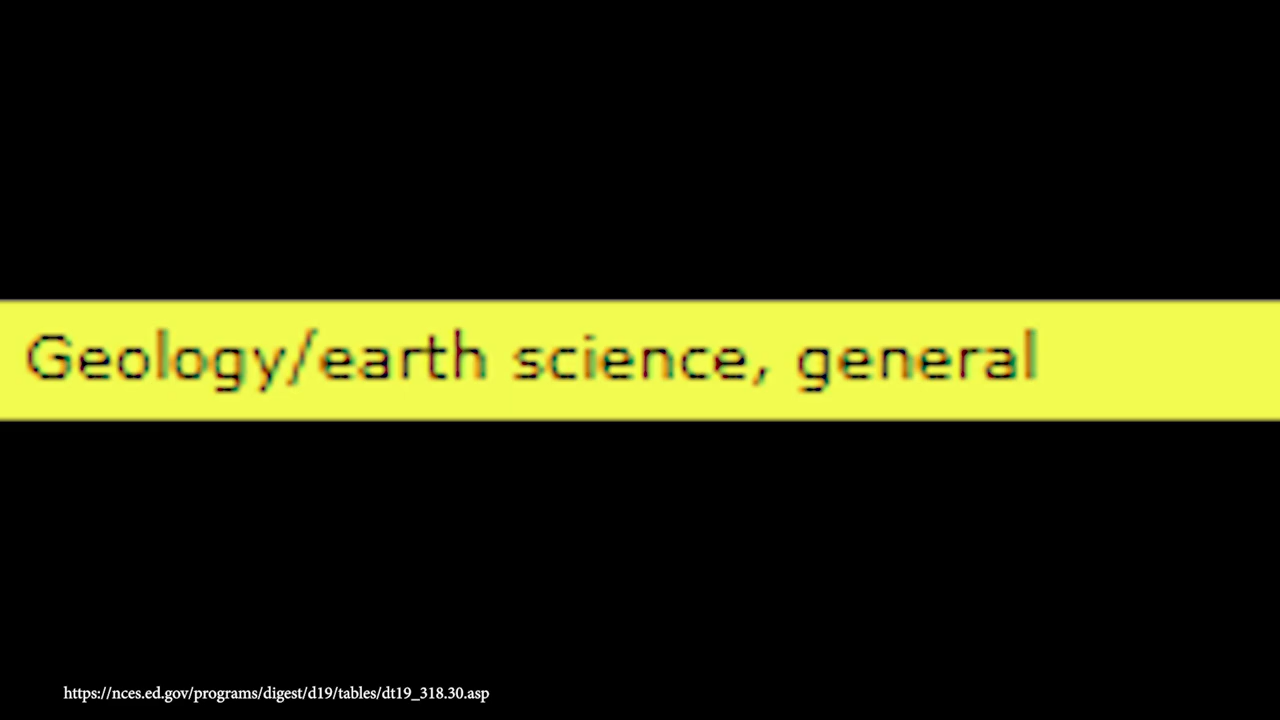 Geology/earth science, general
https://nces.ed.gov/programs/digest/d19/tables/dt19_318.30.asp